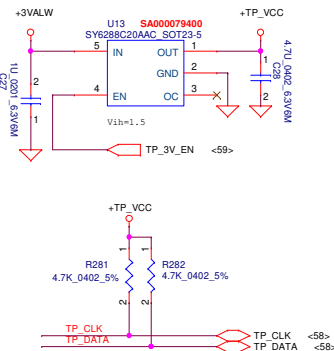 +3VALW
U13 SA000079400
SY6288C20AAC_SOT23-5
+TP_VCC
5 IN OUT 1
GND 2
4 EN OC 3
Vih=1.5
1U_0201_6.3V6M
C27
2
1
4.7U_0402_6.3V6M
C28
1
2
TP_3V_EN <59>
+TP_VCC
1 1
R281 R282
4.7K_0402_5% 4.7K_0402_5%
2 2
TP_CLK TP_CLK <58>
TP_DATA TP_DATA <58>